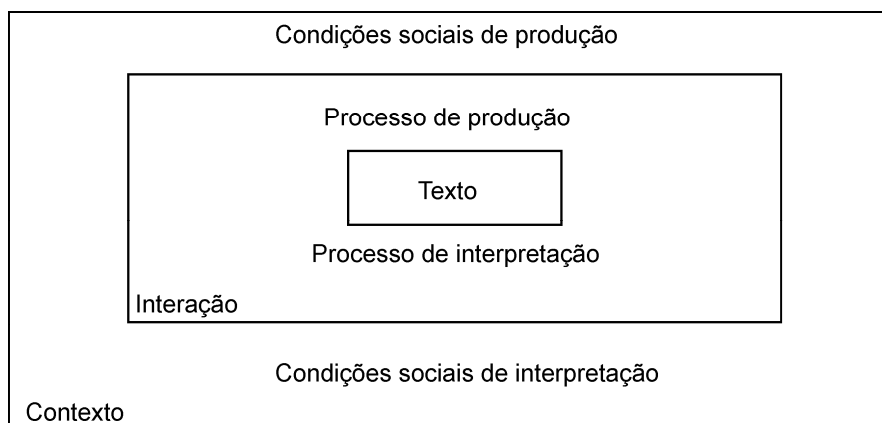 Condições sociais de produção
Processo de produção
Texto
Processo de interpretação
Interação
Condições sociais de interpretação
Contexto